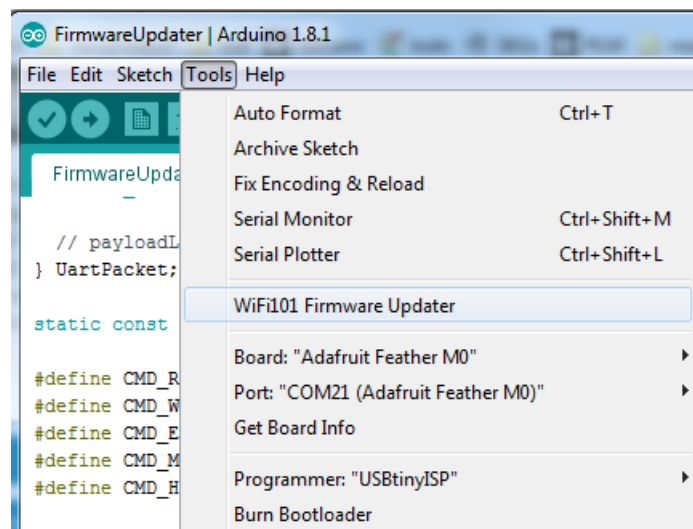 FirmwareUpdater | Arduino 1.8.1
File Edit Sketch Tools Help
Auto Format Ctrl+T
Archive Sketch
Fix Encoding & Reload
Serial Monitor Ctrl+Shift+M
Serial Plotter Ctrl+Shift+L
WiFi101 Firmware Updater
Board: "Adafruit Feather M0"
Port: "COM21 (Adafruit Feather M0)"
Get Board Info
Programmer: "USBtinyISP"
Burn Bootloader
FirmwareUpda
// payloadL
} UartPacket;
static const
#define CMD_R
#define CMD_W
#define CMD_E
#define CMD_M
#define CMD_H